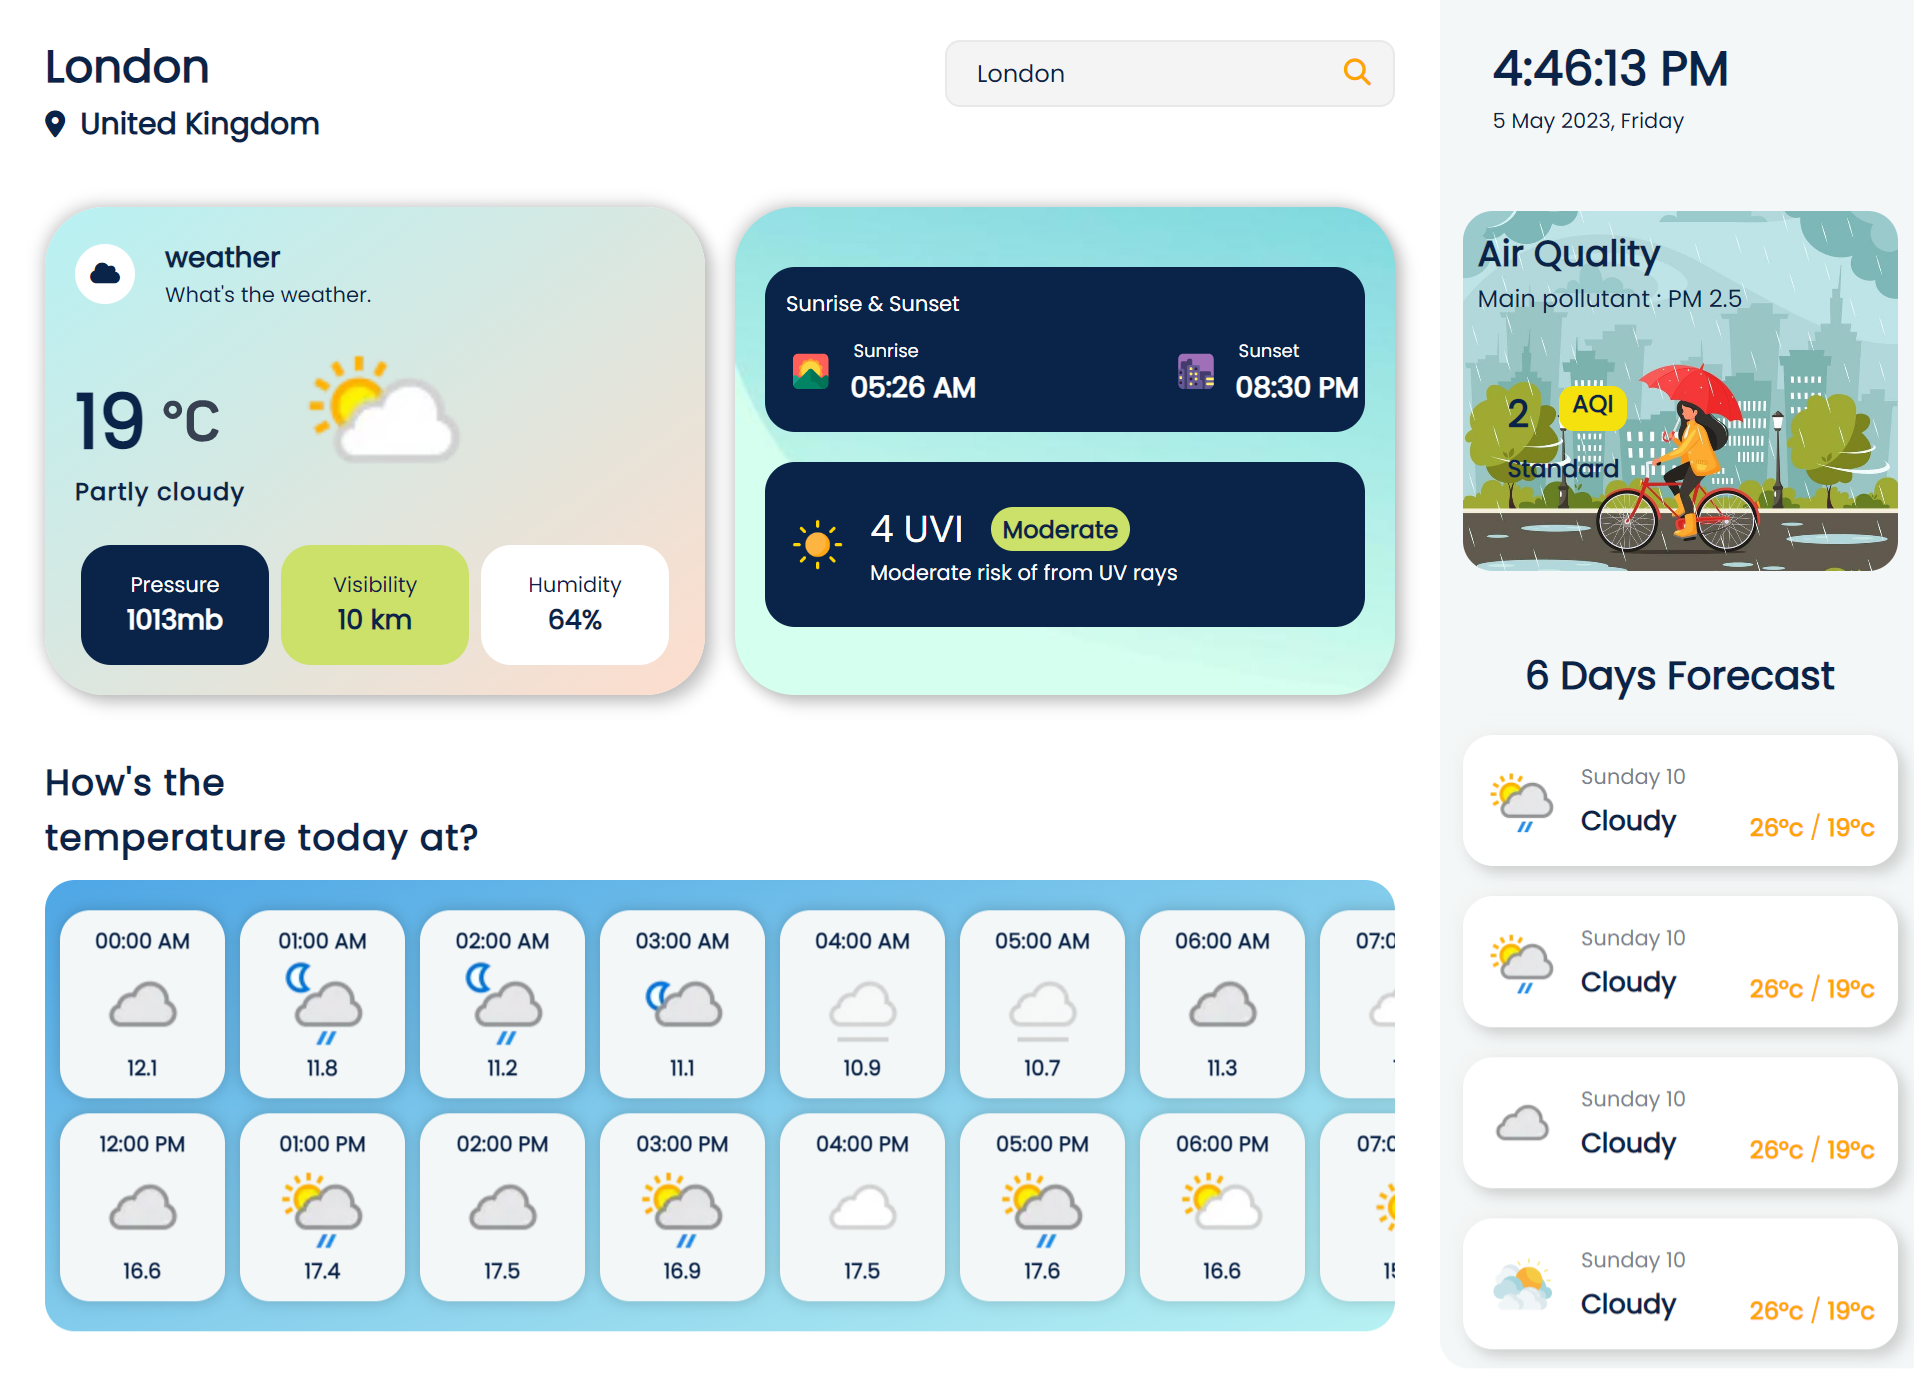 London
United Kingdom
London
4:46:13 PM
5 May 2023, Friday
weather
What's the weather.
19 °C
Partly cloudy
Pressure
1013mb
Visibility
10 km
Humidity
64%
Sunrise & Sunset
Sunrise
05:26 AM
Sunset
08:30 PM
4 UVI
Moderate
Moderate risk of from UV rays
Air Quality
Main pollutant : PM 2.5
2
AQI
Standard
How's the
temperature today at?
00:00 AM
01:00 AM
02:00 AM
03:00 AM
04:00 AM
05:00 AM
06:00 AM
12.1
11.8
11.2
11.1
10.9
10.7
11.3
12:00 PM
01:00 PM
02:00 PM
03:00 PM
04:00 PM
05:00 PM
06:00 PM
16.6
17.4
17.5
16.9
17.5
17.6
16.6
6 Days Forecast
Sunday 10
Cloudy
26°c / 19°c
Sunday 10
Cloudy
26°c / 19°c
Sunday 10
Cloudy
26°c / 19°c
Sunday 10
Cloudy
26°c / 19°c